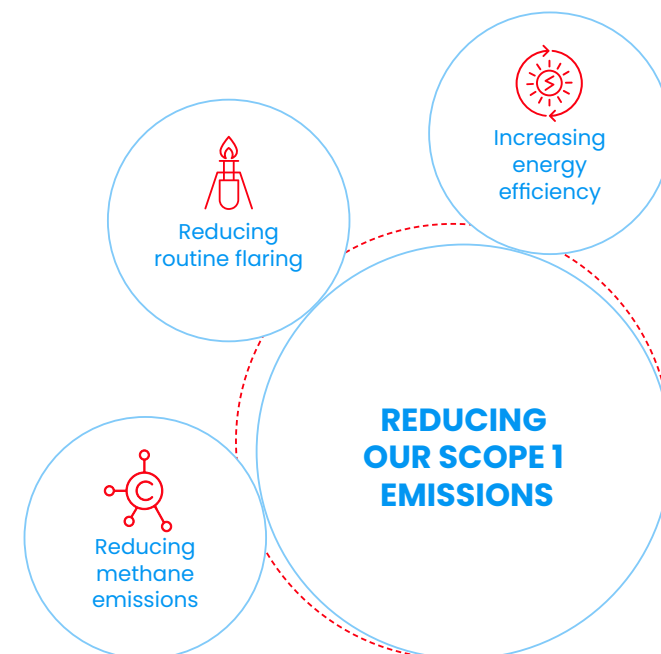 Increasing
energy
efficiency
Reducing
routine flaring
REDUCING
OUR SCOPE 1
EMISSIONS
C
Reducing
methane
emissions